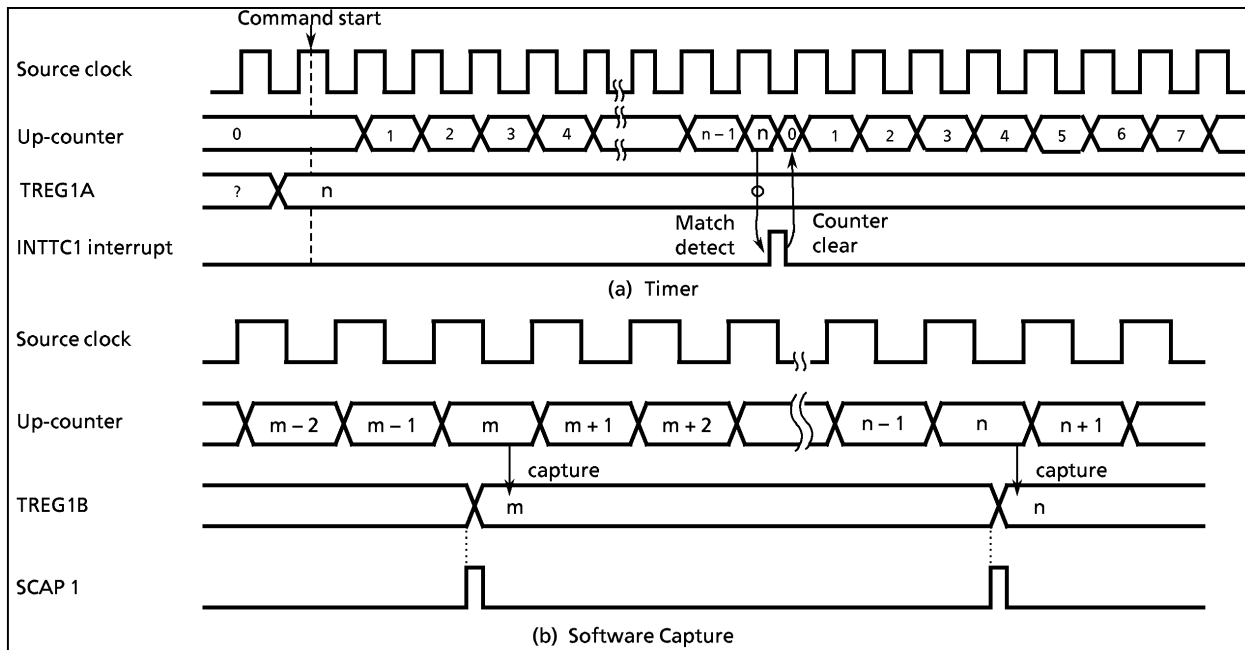 Command start
Source clock
Up-counter 0 1 2 3 4 n – 1 n 0 1 2 3 4 5 6 7
TREG1A ? n
Match detect
Counter clear
INTTC1 interrupt
(a) Timer
Source clock
Up-counter m – 2 m – 1 m m + 1 m + 2 n – 1 n n + 1
capture capture
TREG1B m n
SCAP 1
(b) Software Capture